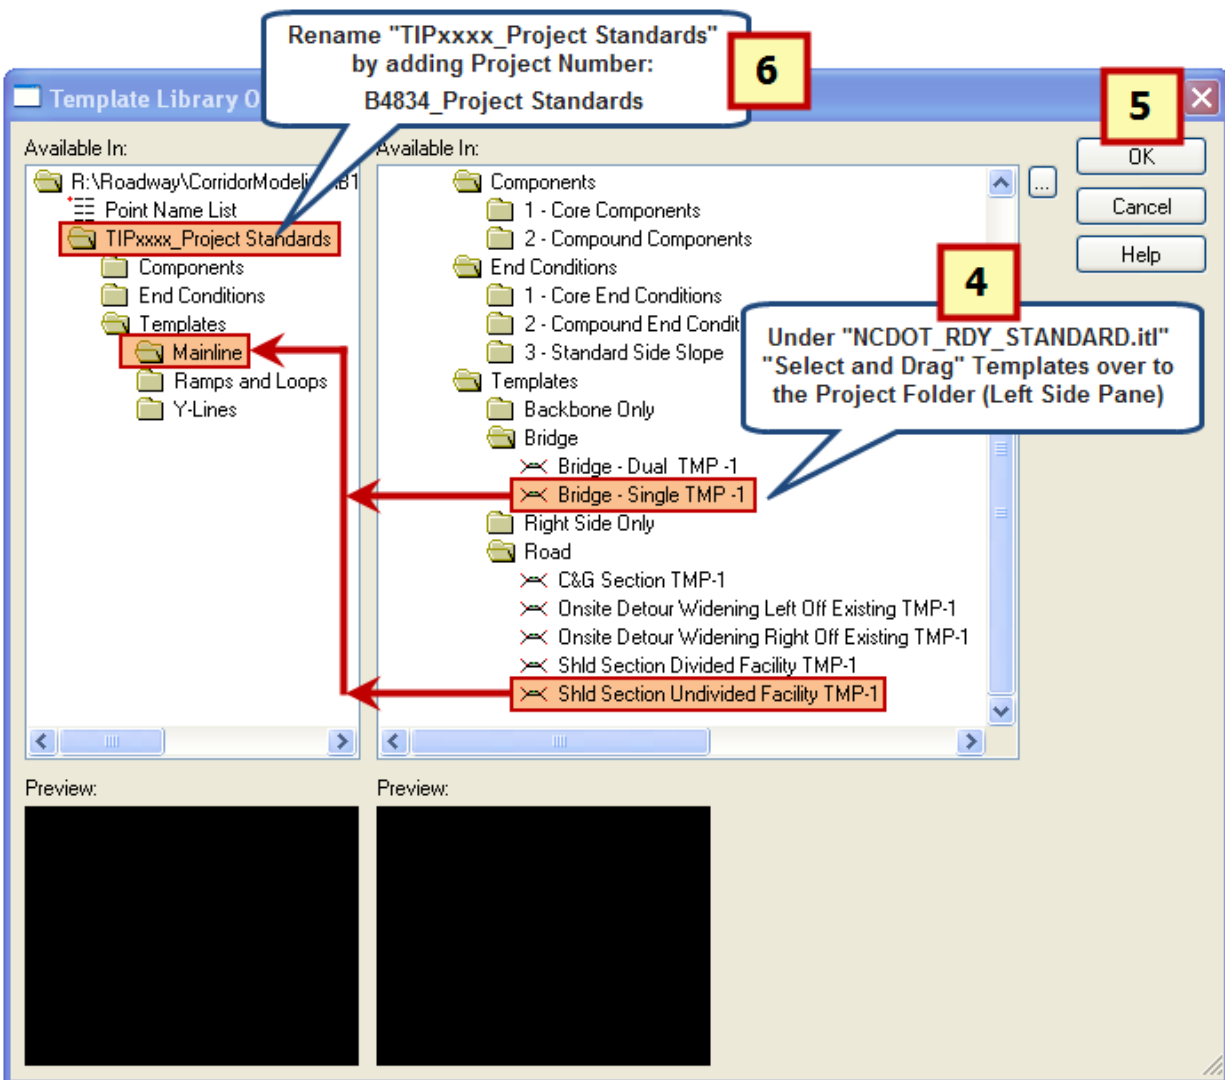 Rename "TIPxxxx_Project Standards"
by adding Project Number:
B4834_Project Standards
6
Template Library O
5
Available In:
R:\Roadway\CorridorModeli
B1
Point Name List
TIPxxxx_Project Standards
Components
End Conditions
Templates
Mainline
Ramps and Loops
Y-Lines
Available In:
Components
1 - Core Components
2 - Compound Components
End Conditions
1 - Core End Conditions
2 - Compound End Condit
3 - Standard Side Slope
Templates
Backbone Only
Bridge
Bridge - Dual TMP -1
Bridge - Single TMP -1
Right Side Only
Road
C&G Section TMP-1
Onsite Detour Widening Left Off Existing TMP-1
Onsite Detour Widening Right Off Existing TMP-1
Shld Section Divided Facility TMP-1
Shld Section Undivided Facility TMP-1
...
OK
Cancel
Help
4
Under "NCDOT_RDY_STANDARD.itl"
"Select and Drag" Templates over to
the Project Folder (Left Side Pane)
Preview:
Preview: